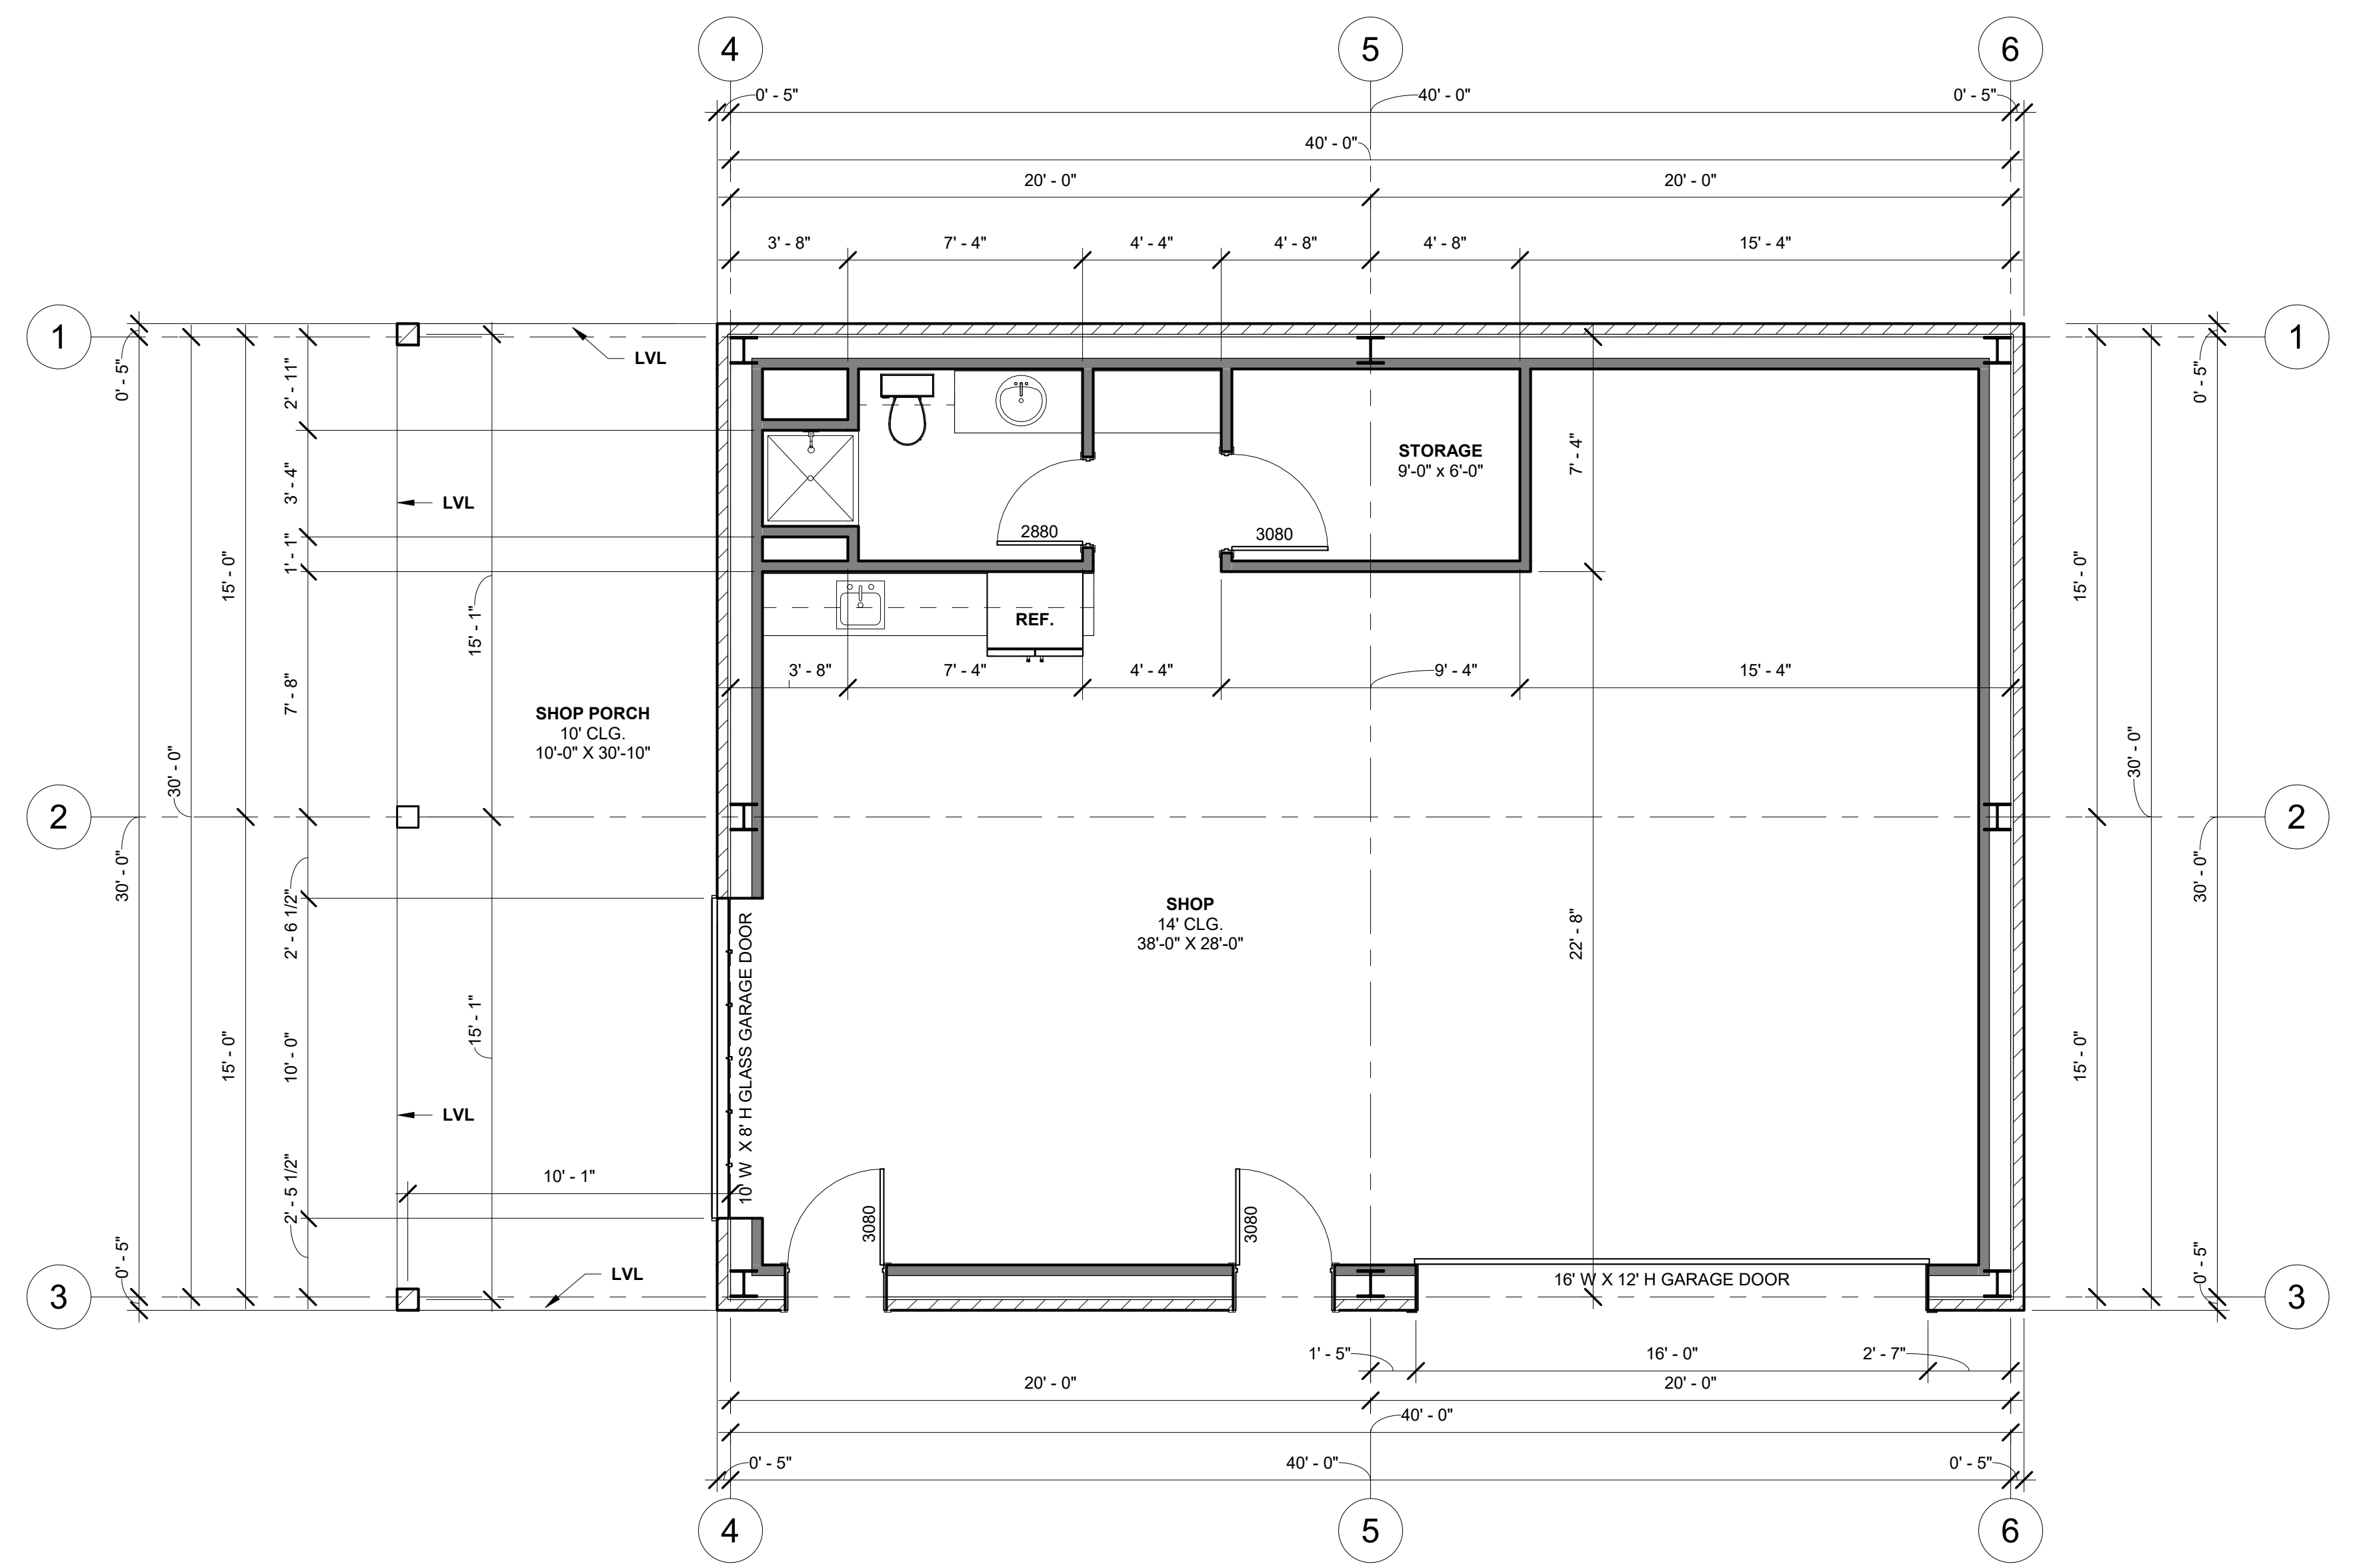 4
5
6
0' - 5"
40' - 0"
0' - 5"
40' - 0"
20' - 0"
20' - 0"
3' - 8"
7' - 4"
4' - 4"
4' - 8"
4' - 8"
15' - 4"
1
1
0' - 5"
2' - 11"
LVL
0' - 5"
STORAGE
9'-0" x 6'-0"
7' - 4"
3' - 4"
LVL
2880
3080
1' - 1"
15' - 0"
15' - 1"
15' - 0"
REF.
3' - 8"
7' - 4"
4' - 4"
9' - 4"
15' - 4"
7' - 8"
SHOP PORCH
10' CLG.
10'-0" X 30'-10"
30' - 0"
30' - 0"
2
2
30' - 0"
2' - 6 1/2"
30' - 0"
SHOP
14' CLG.
38'-0" X 28'-0"
22' - 8"
10' W X 8' H GLASS GARAGE DOOR
15' - 0"
10' - 0"
15' - 1"
15' - 0"
LVL
10' - 1"
2' - 5 1/2"
3080
3080
0' - 5"
LVL
16' W X 12' H GARAGE DOOR
0' - 5"
3
3
1' - 5"
16' - 0"
2' - 7"
20' - 0"
20' - 0"
40' - 0"
0' - 5"
40' - 0"
0' - 5"
4
5
6